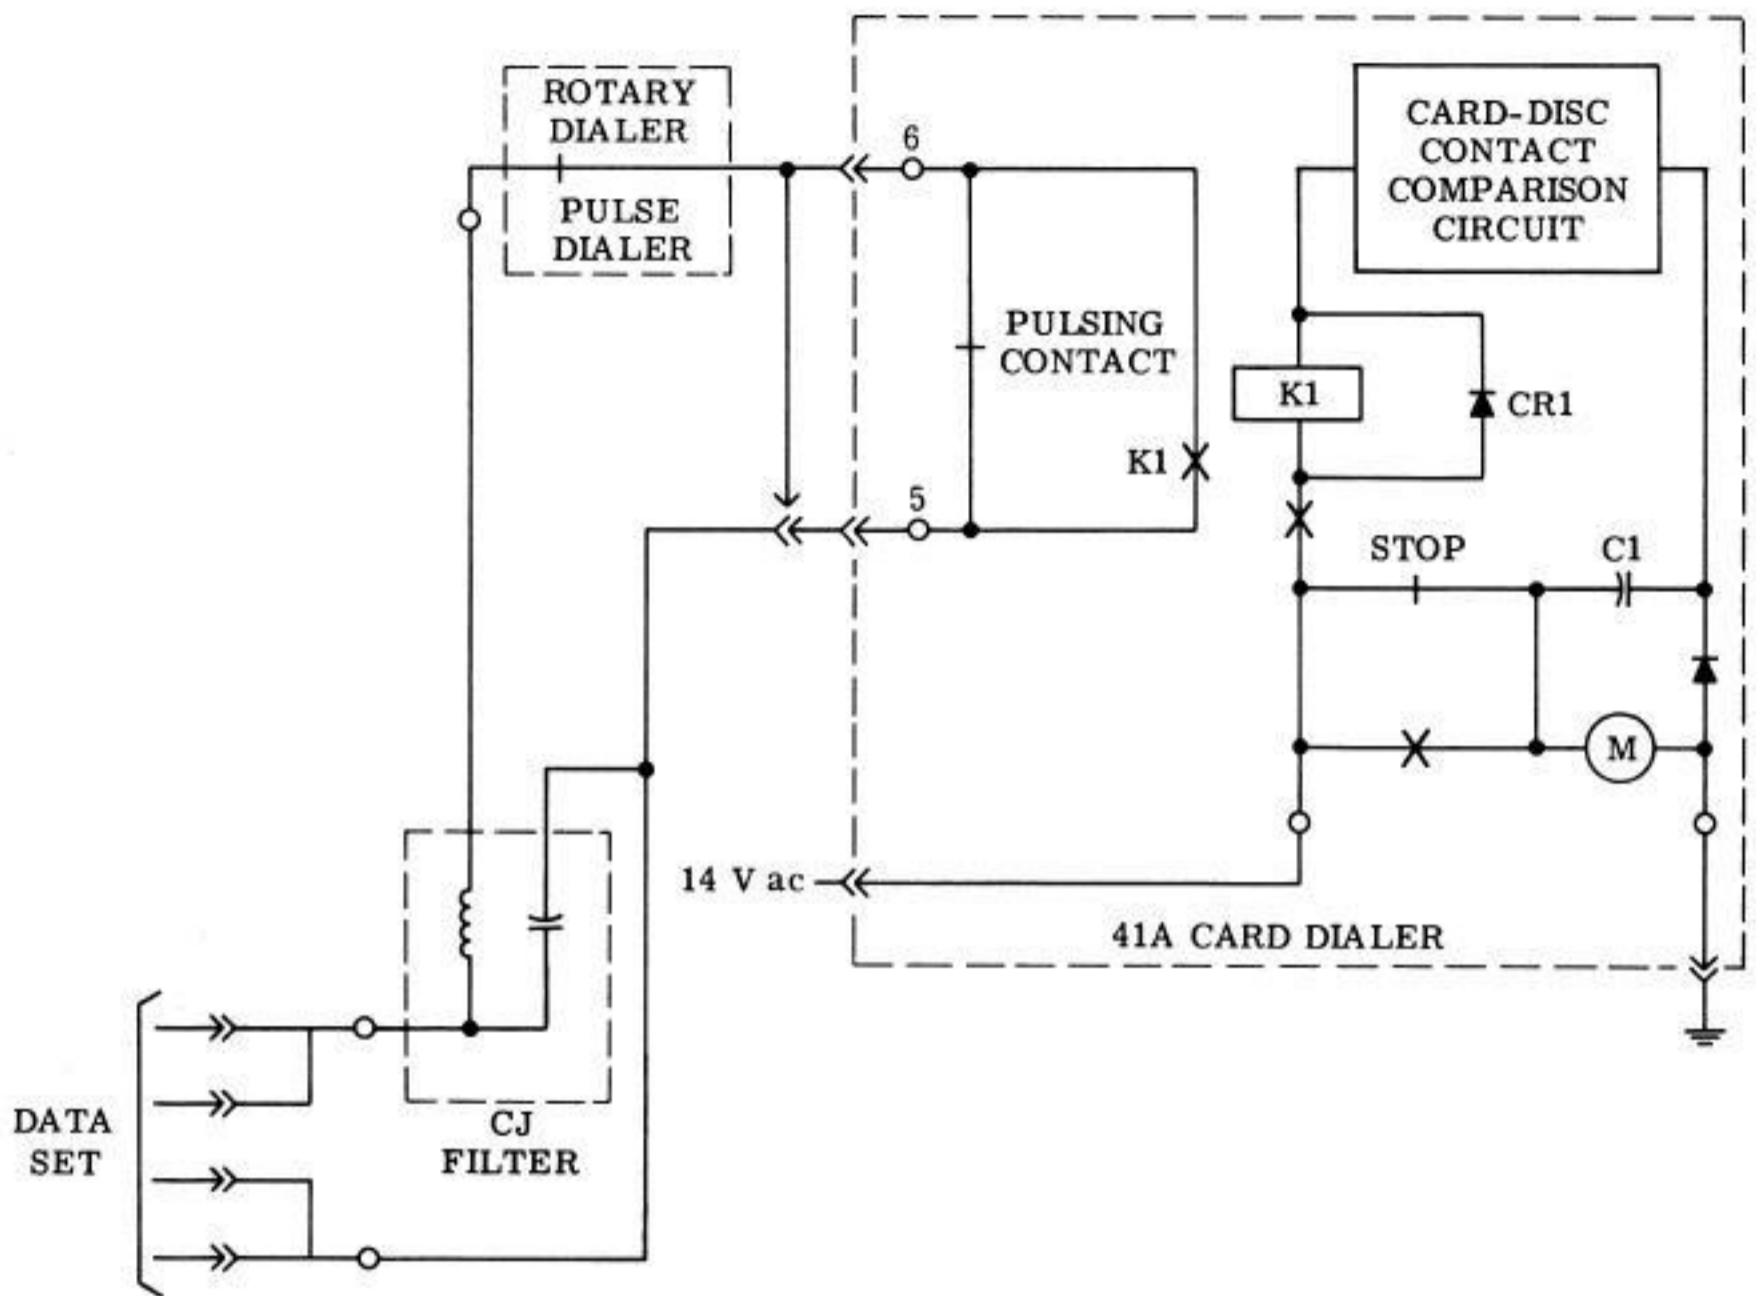 ROTARY
DIALER
PULSE
DIALER
6
CARD-DISC
CONTACT
COMPARISON
CIRCUIT
PULSING
CONTACT
K1
CR1
K1
5
STOP
C1
M
14 V ac
41A CARD DIALER
DATA
SET
CJ
FILTER